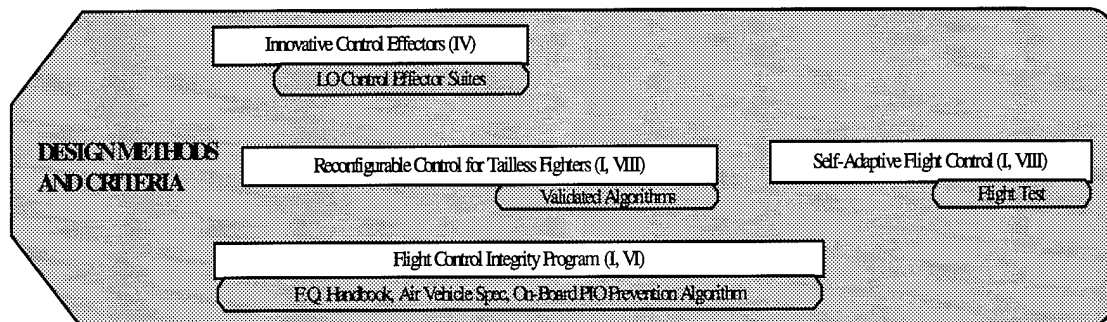 Innovative Control Effectors (IV)
LO Control Effector Suites
DESIGN METHODS
AND CRITERIA
Reconfigurable Control for Tailless Fighters (I, VIII)
Validated Algorithms
Self-Adaptive Flight Control (I, VIII)
Flight Test
Flight Control Integrity Program (I, VI)
F.Q. Handbook, Air Vehicle Spec, On-Board PIO Prevention Algorithm